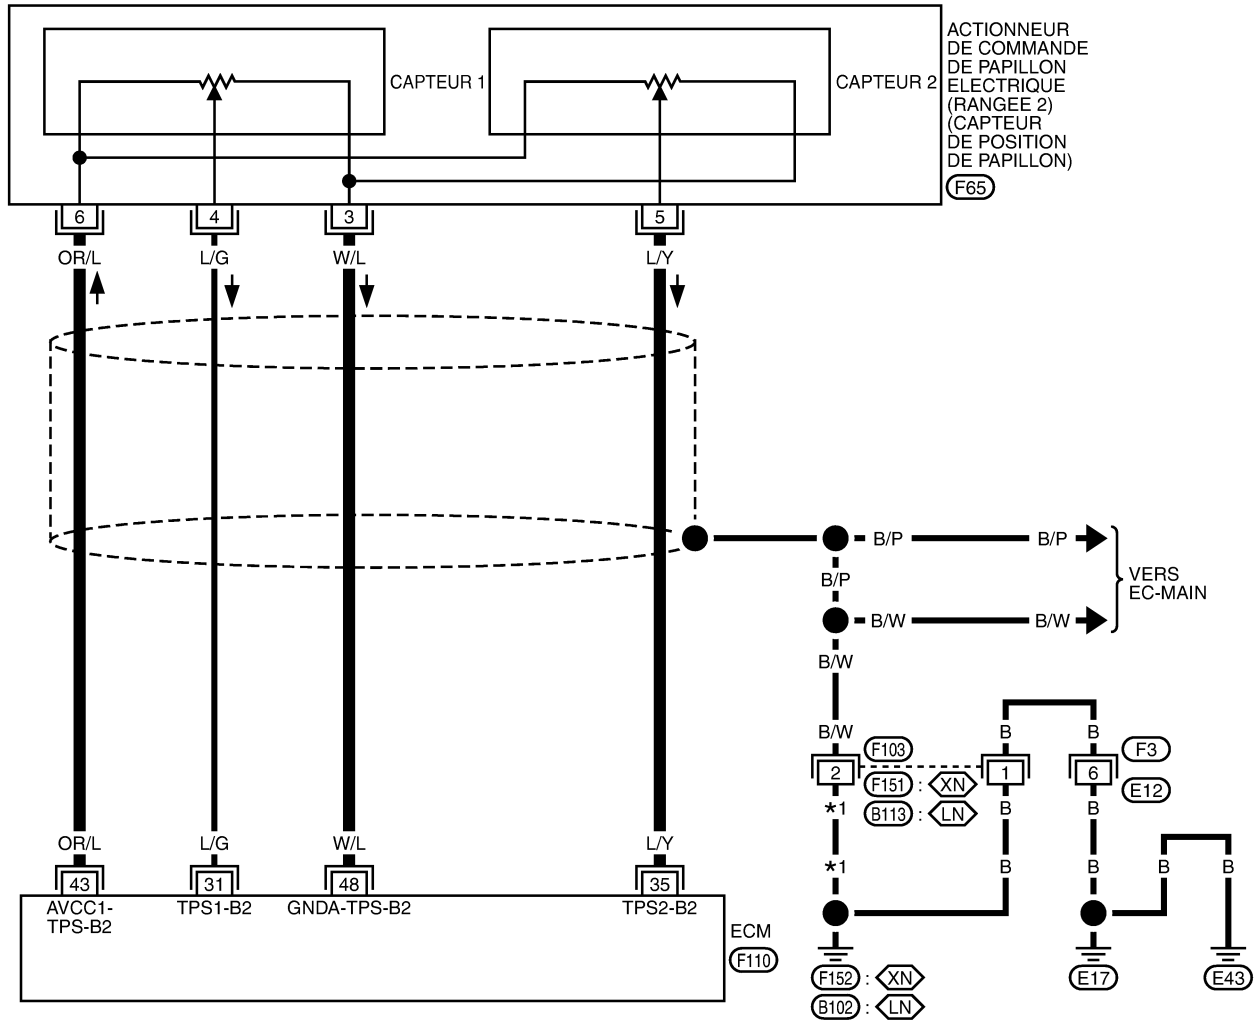 ACTIONNEUR
DE COMMANDE
DE PAPILLON
ELECTRIQUE
(RANGEE 2)
(CAPTEUR
DE POSITION
DE PAPILLON)
F65
CAPTEUR 1
CAPTEUR 2
6 4 3 5
OR/L L/G W/L L/Y
B/P B/P
VERS
EC-MAIN
B/P
B/W B/W
B/W
B/W B B
F103 F3
2 1 6
F151 : XN E12
*1 B B
B113 : LN
OR/L L/G W/L L/Y
*1 B B B B
43 31 48 35
AVCC1-
TPS-B2
TPS1-B2
GNDA-TPS-B2
TPS2-B2
ECM
F110
F152 : XN E17 E43
B102 : LN